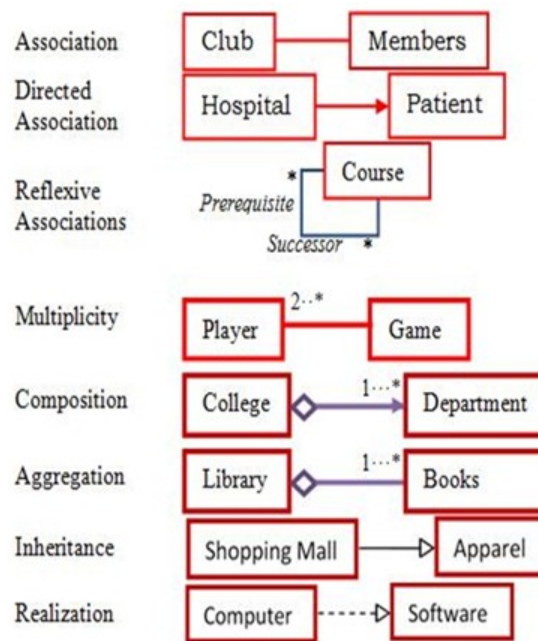 Association Club Members
Directed
Association Hospital Patient
Reflexive
Associations
Course
*
Prerequisite
Successor *
Multiplicity Player 2..* Game
Composition College 1...* Department
Aggregation Library 1...* Books
Inheritance Shopping Mall Apparel
Realization Computer Software